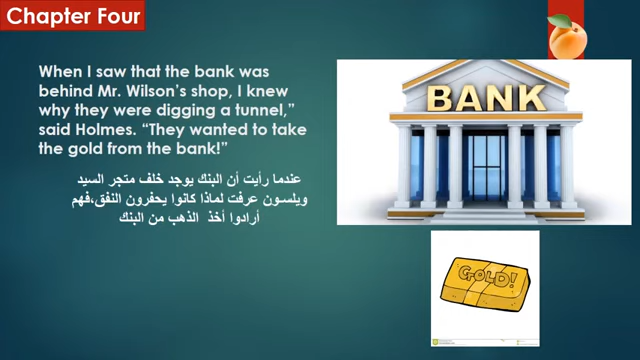 Chapter Four
When I saw that the bank was
behind Mr. Wilson's shop, I knew
why they were digging a tunnel,"
said Holmes. "They wanted to take
the gold from the bank!"
عندما رأيت أن البنك يوجد خلف متجر السيد
ويلسون عرفت لماذا كانوا يحفرون النفق،فهم
أرادوا أخذ الذهب من البنك
BANK
GOLD!